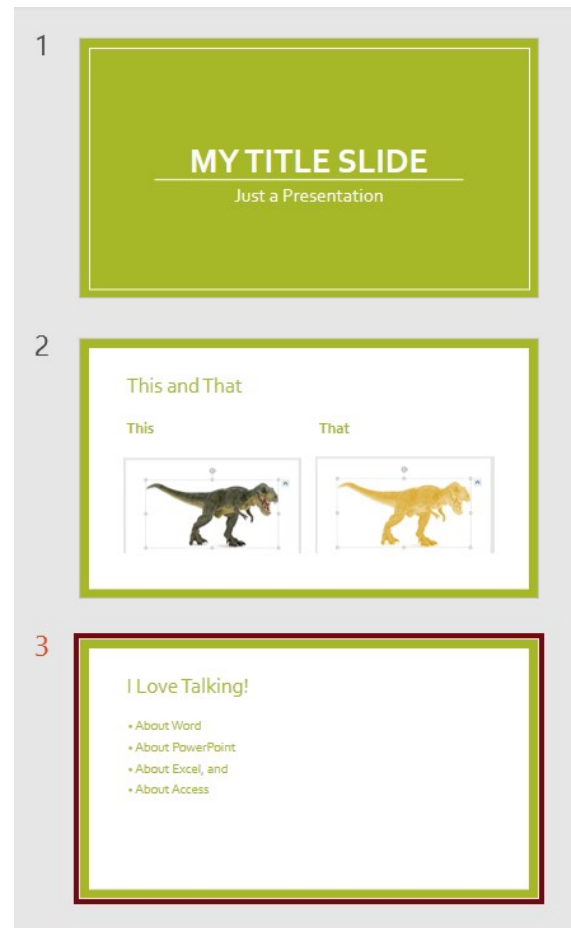 1
MY TITLE SLIDE
Just a Presentation
2
This and That
This That
3
I Love Talking!
• About Word
• About PowerPoint
• About Excel, and
• About Access